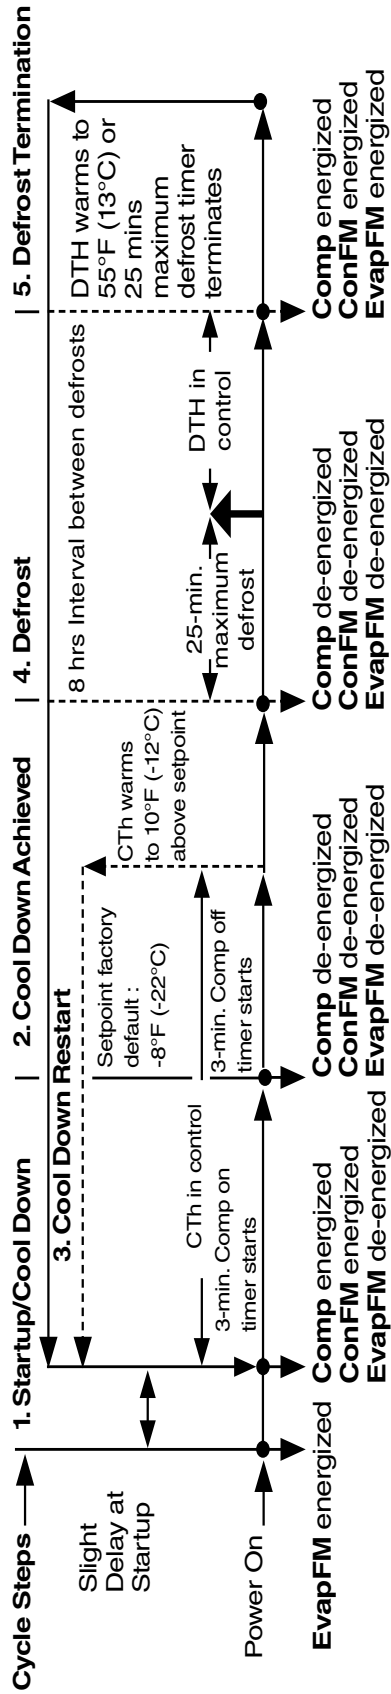 Cycle Steps
1. Startup/Cool Down
2. Cool Down Achieved
4. Defrost
5. Defrost Termination
3. Cool Down Restart
Slight
Delay at
Startup
Setpoint factory
default :
-8°F (-22°C)
CTh warms
to 10°F (-12°C)
above setpoint
8 hrs Interval between defrosts
DTH warms to
55°F (13°C) or
25 mins
maximum
defrost timer
terminates
CTh in control
3-min. Comp on
timer starts
3-min. Comp off
timer starts
25-min.
maximum
defrost
DTH in
control
Power On
EvapFM energized
Comp energized
ConFM energized
EvapFM de-energized
Comp de-energized
ConFM de-energized
EvapFM de-energized
Comp de-energized
ConFM de-energized
EvapFM de-energized
Comp energized
ConFM energized
EvapFM energized